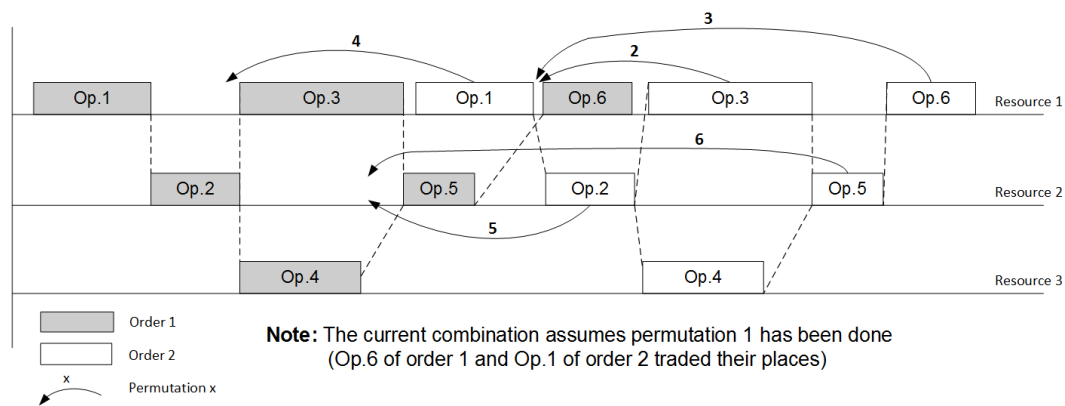 3
4
2
Op.1
Op.3
Op.1
Op.6
Op.3
Op.6
Resource 1
6
Op.2
Op.5
Op.2
Op.5
Resource 2
5
Op.4
Op.4
Resource 3
Order 1
Order 2
x
Permutation x
Note: The current combination assumes permutation 1 has been done
(Op.6 of order 1 and Op.1 of order 2 traded their places)